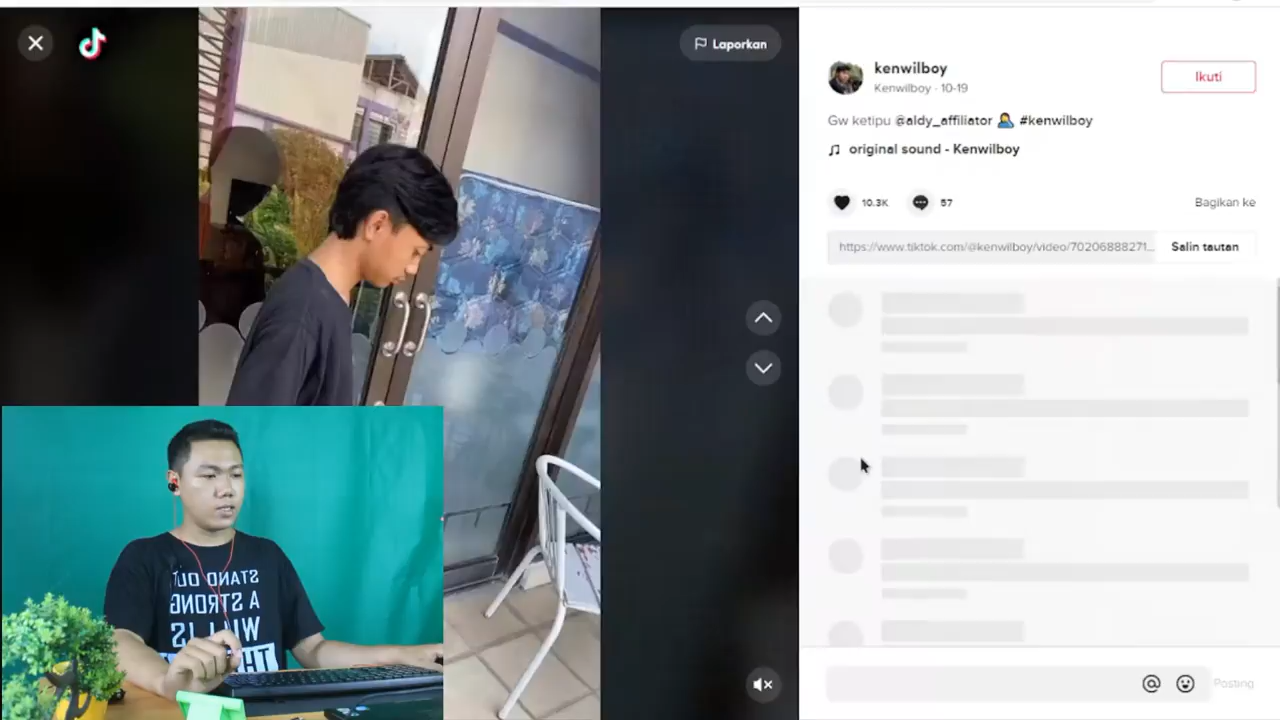 Laporkan
kenwilboy
Kenwilboy · 10-19
Ikuti
Gw ketipu @aldy_affiliator 🤦 #kenwilboy
original sound - Kenwilboy
10.3K
57
Bagikan ke
https://www.tiktok.com/@kenwilboy/video/70206888271...
Salin tautan
STAND OUT
A STRONG
WILL IS
Posting